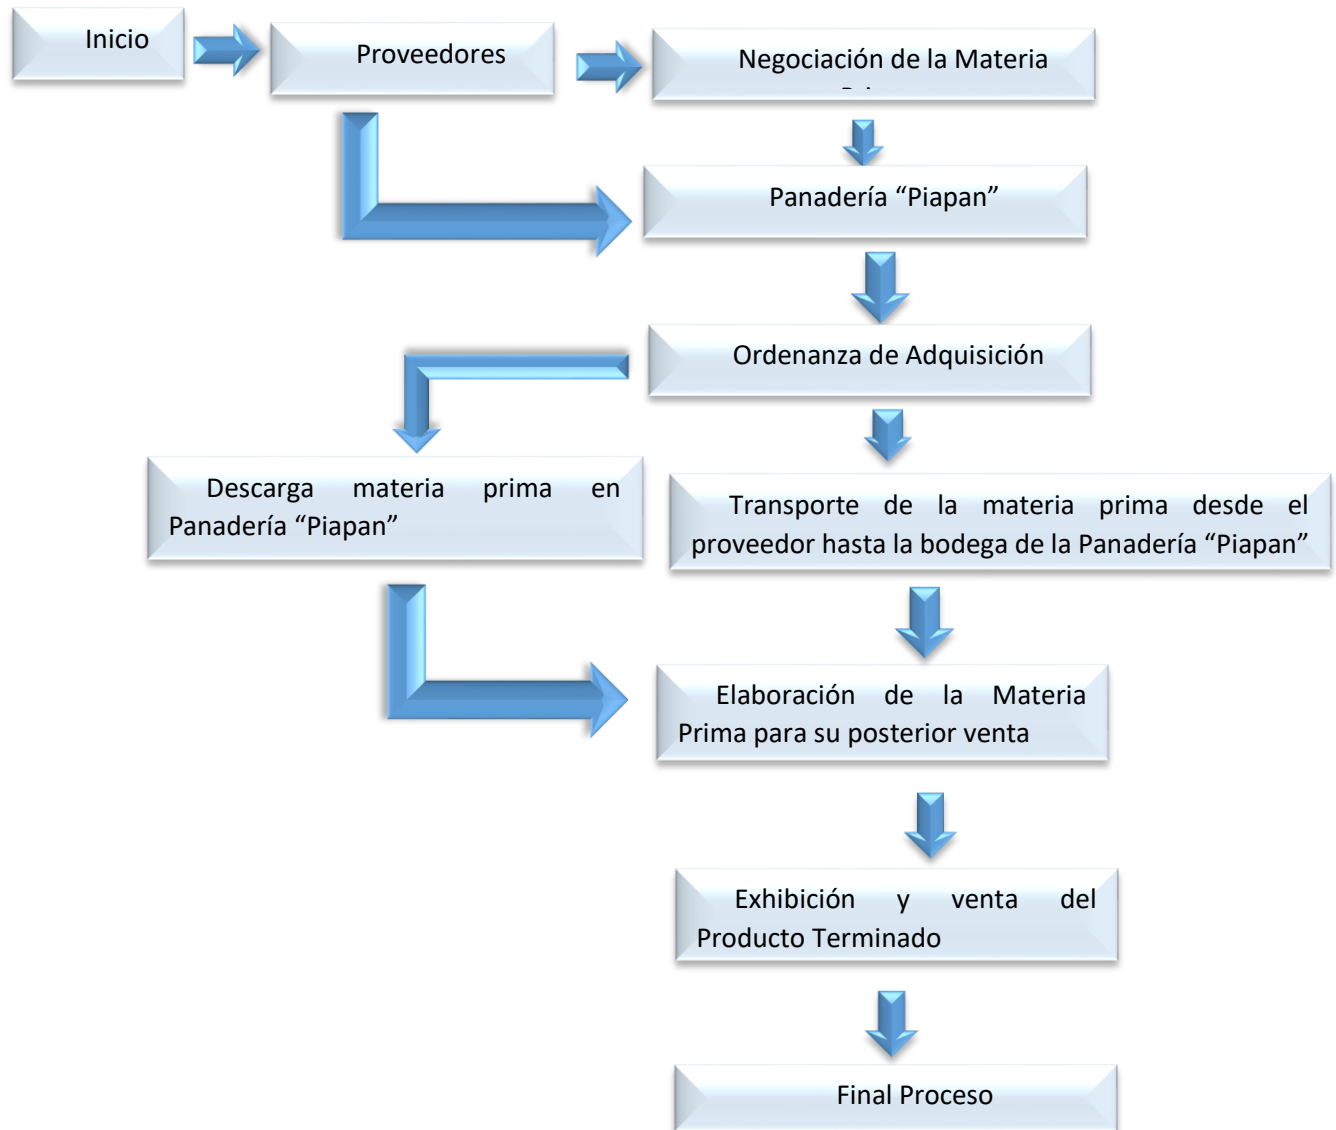 Inicio
Proveedores
Negociación de la Materia
Panadería “Piapan”
Ordenanza de Adquisición
Descarga materia prima en
Panadería “Piapan”
Transporte de la materia prima desde el
proveedor hasta la bodega de la Panadería “Piapan”
Elaboración de la Materia
Prima para su posterior venta
Exhibición y venta del
Producto Terminado
Final Proceso